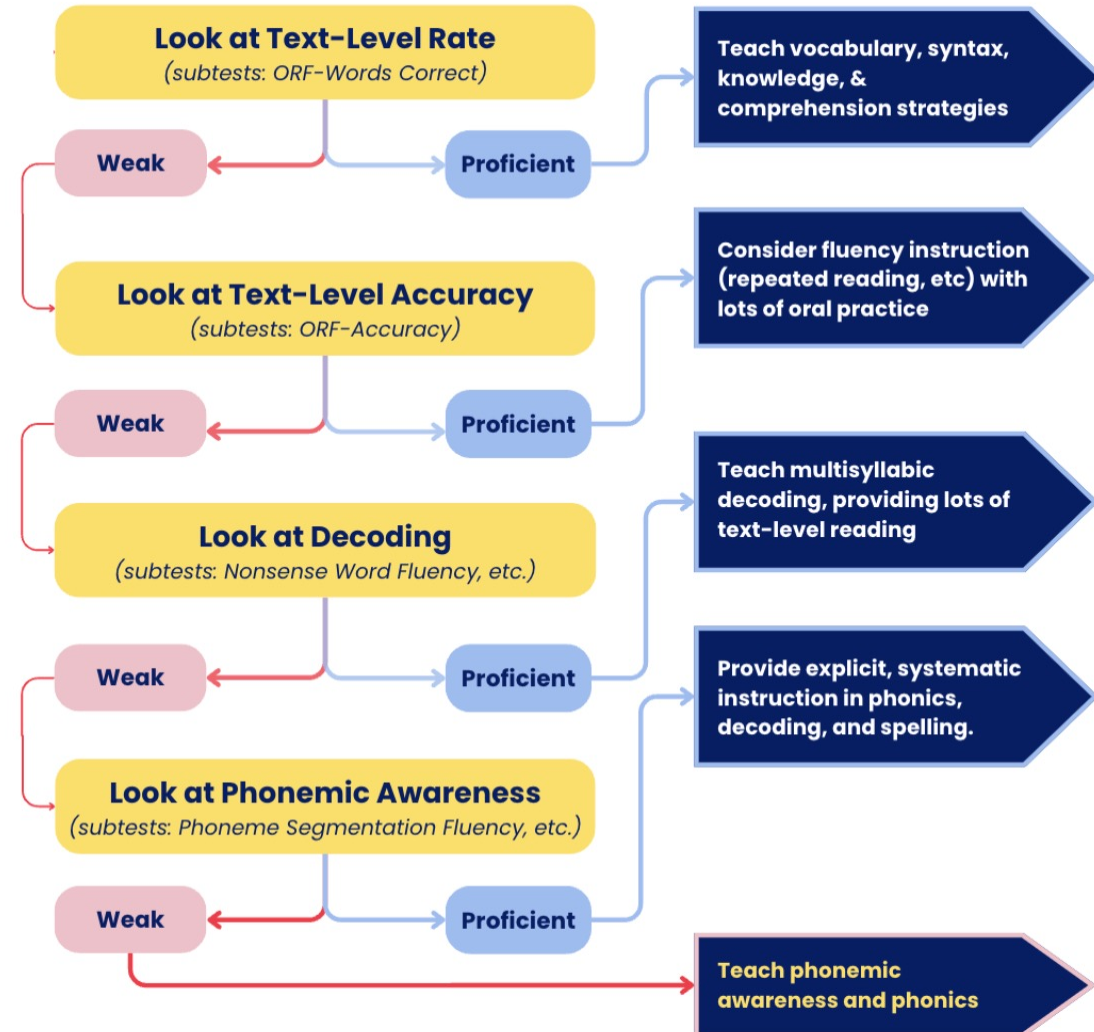 Look at Text-Level Rate
(subtests: ORF-Words Correct)
Weak
Proficient
Teach vocabulary, syntax,
knowledge, &
comprehension strategies
Look at Text-Level Accuracy
(subtests: ORF-Accuracy)
Weak
Proficient
Consider fluency instruction
(repeated reading, etc) with
lots of oral practice
Look at Decoding
(subtests: Nonsense Word Fluency, etc.)
Weak
Proficient
Teach multisyllabic
decoding, providing lots of
text-level reading
Look at Phonemic Awareness
(subtests: Phoneme Segmentation Fluency, etc.)
Weak
Proficient
Provide explicit, systematic
instruction in phonics,
decoding, and spelling.
Teach phonemic
awareness and phonics